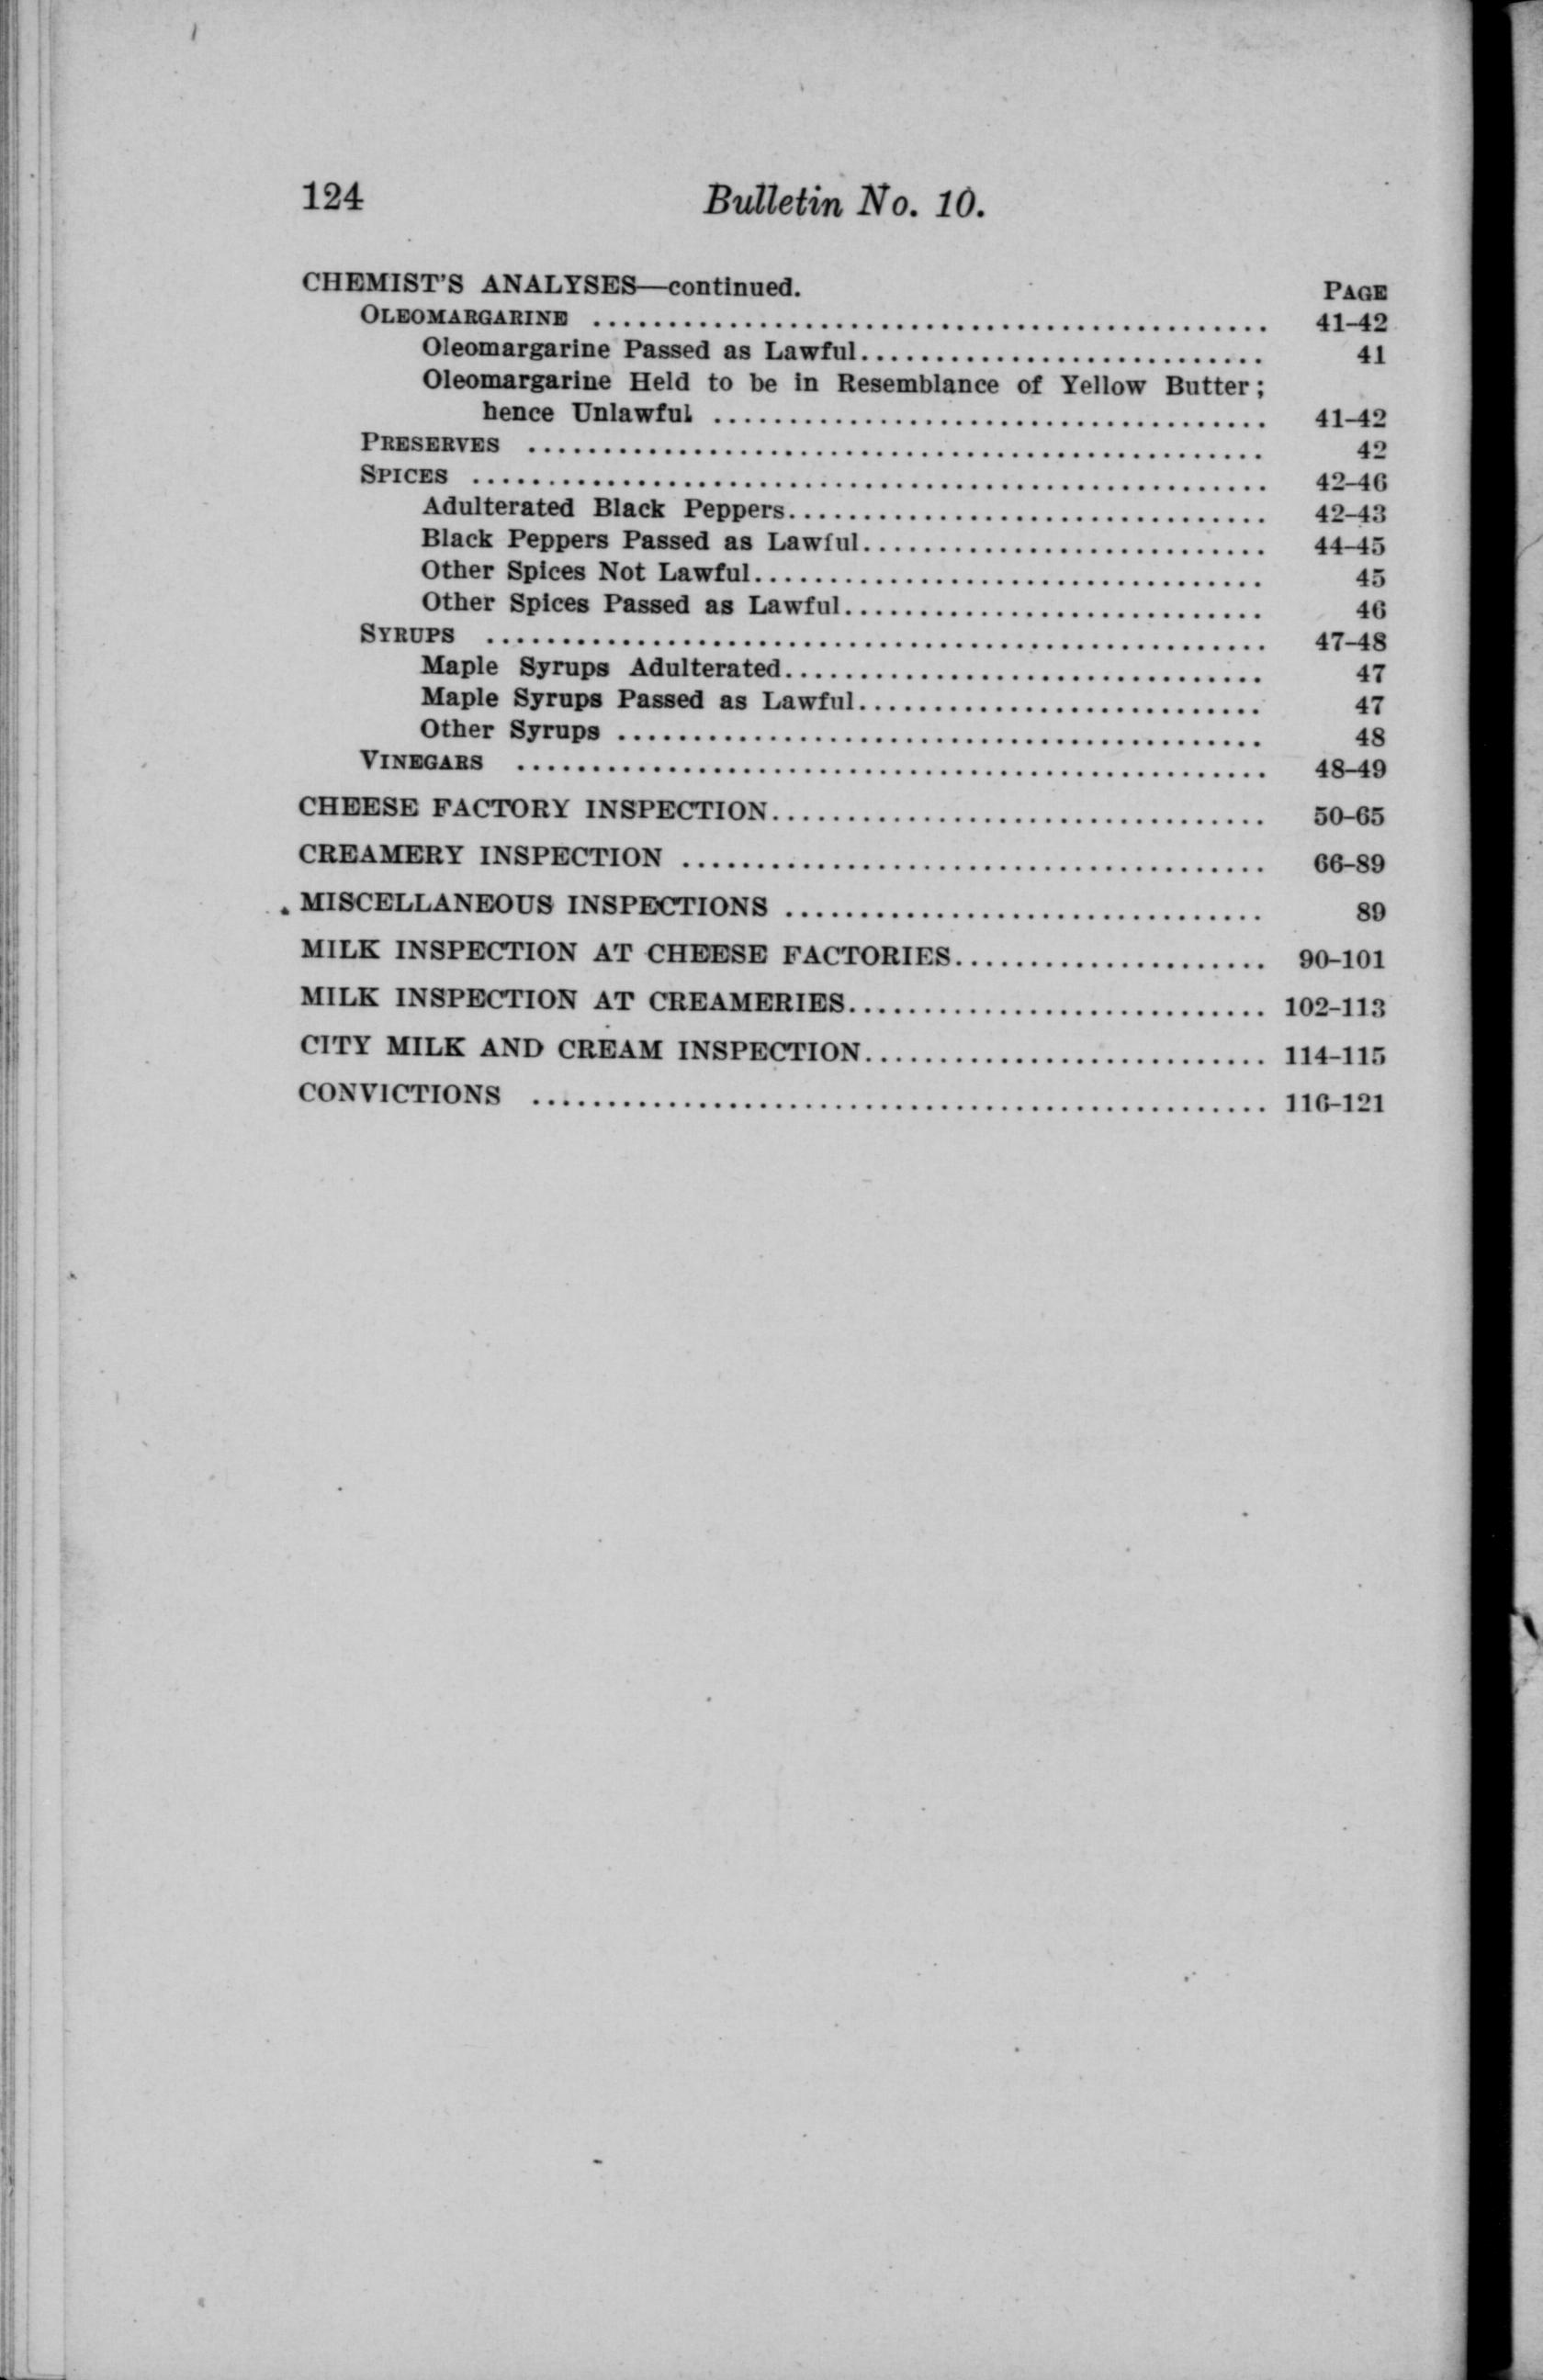 124 Bulletin No. 10.
CHEMIST'S ANALYSES—continued. PAGE
OLEOMARGARINE .......... 41–42
Oleomargarine Passed as Lawful.......... 41
Oleomargarine Held to be in Resemblance of Yellow Butter;
hence Unlawful .......... 41–42
PRESERVES .......... 42
SPICES .......... 42–46
Adulterated Black Peppers.......... 42–43
Black Peppers Passed as Lawful.......... 44–45
Other Spices Not Lawful.......... 45
Other Spices Passed as Lawful.......... 46
SYRUPS .......... 47–48
Maple Syrups Adulterated.......... 47
Maple Syrups Passed as Lawful.......... 47
Other Syrups .......... 48
VINEGARS .......... 48–49
CHEESE FACTORY INSPECTION.......... 50–65
CREAMERY INSPECTION .......... 66–89
MISCELLANEOUS INSPECTIONS .......... 89
MILK INSPECTION AT CHEESE FACTORIES.......... 90–101
MILK INSPECTION AT CREAMERIES.......... 102–113
CITY MILK AND CREAM INSPECTION.......... 114–115
CONVICTIONS .......... 116–121